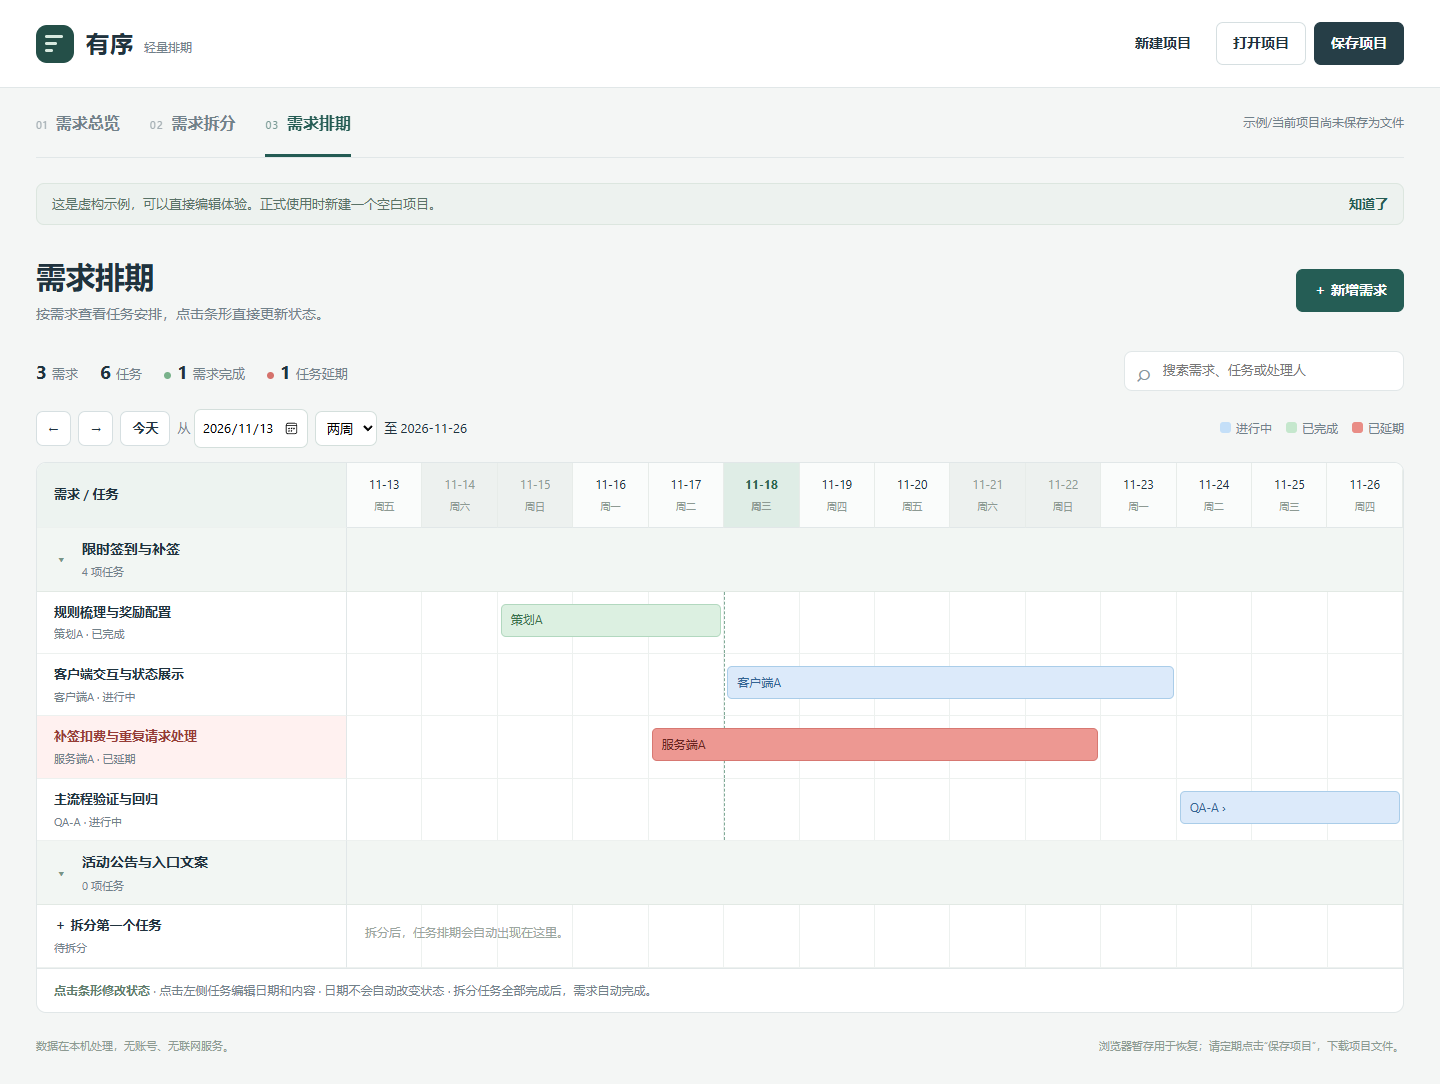 有序 轻量排期 新建项目 打开项目 保存项目
01 需求总览 02 需求拆分 03 需求排期 示例/当前项目尚未保存为文件
这是虚构示例，可以直接编辑体验。正式使用时新建一个空白项目。 知道了
需求排期
＋ 新增需求
按需求查看任务安排，点击条形直接更新状态。
3 需求 6 任务 1 需求完成 1 任务延期 搜索需求、任务或处理人
← → 今天 从 2026/11/13 两周 至 2026-11-26 进行中 已完成 已延期
需求 / 任务
11-13 11-14 11-15 11-16 11-17 11-18 11-19 11-20 11-21 11-22 11-23 11-24 11-25 11-26
周五 周六 周日 周一 周二 周三 周四 周五 周六 周日 周一 周二 周三 周四
限时签到与补签
4 项任务
规则梳理与奖励配置
策划A · 已完成
策划A
客户端交互与状态展示
客户端A · 进行中
客户端A
补签扣费与重复请求处理
服务端A · 已延期
服务端A
主流程验证与回归
QA-A · 进行中
QA-A ›
活动公告与入口文案
0 项任务
＋ 拆分第一个任务
待拆分
拆分后，任务排期会自动出现在这里。
点击条形修改状态 · 点击左侧任务编辑日期和内容 · 日期不会自动改变状态 · 拆分任务全部完成后，需求自动完成。
数据在本机处理，无账号、无联网服务。 浏览器暂存用于恢复；请定期点击“保存项目”，下载项目文件。